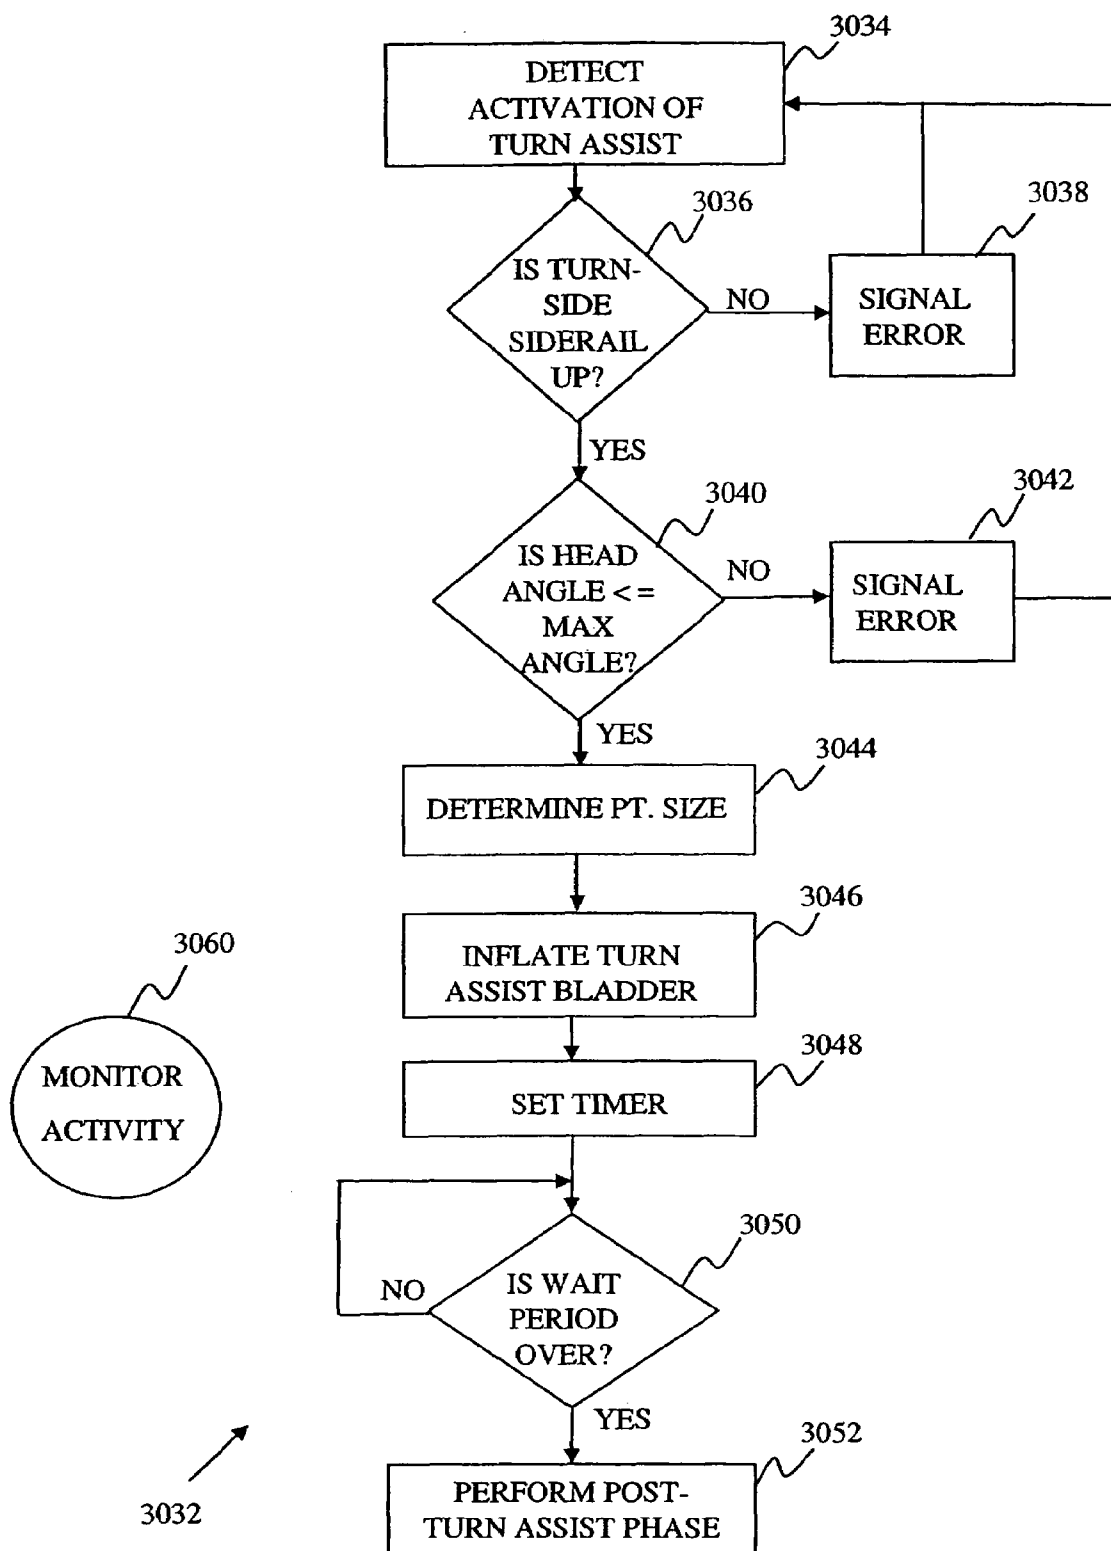 3034
DETECT
ACTIVATION OF
TURN ASSIST
3036
3038
IS TURN-
SIDE
SIDERAIL
UP?
NO
SIGNAL
ERROR
YES
3040
3042
IS HEAD
ANGLE < =
MAX
ANGLE?
NO
SIGNAL
ERROR
YES
3044
DETERMINE PT. SIZE
3046
INFLATE TURN
ASSIST BLADDER
3060
MONITOR
ACTIVITY
3048
SET TIMER
3050
NO
IS WAIT
PERIOD
OVER?
YES
3052
PERFORM POST-
TURN ASSIST PHASE
3032